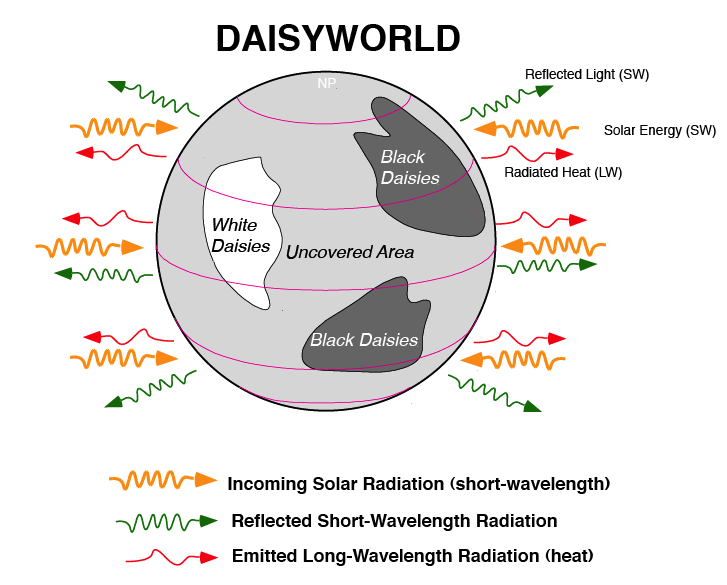 DAISYWORLD
NP
Reflected Light (SW)
Solar Energy (SW)
Radiated Heat (LW)
Black
Daisies
White
Daisies
Uncovered Area
Black Daisies
Incoming Solar Radiation (short-wavelength)
Reflected Short-Wavelength Radiation
Emitted Long-Wavelength Radiation (heat)